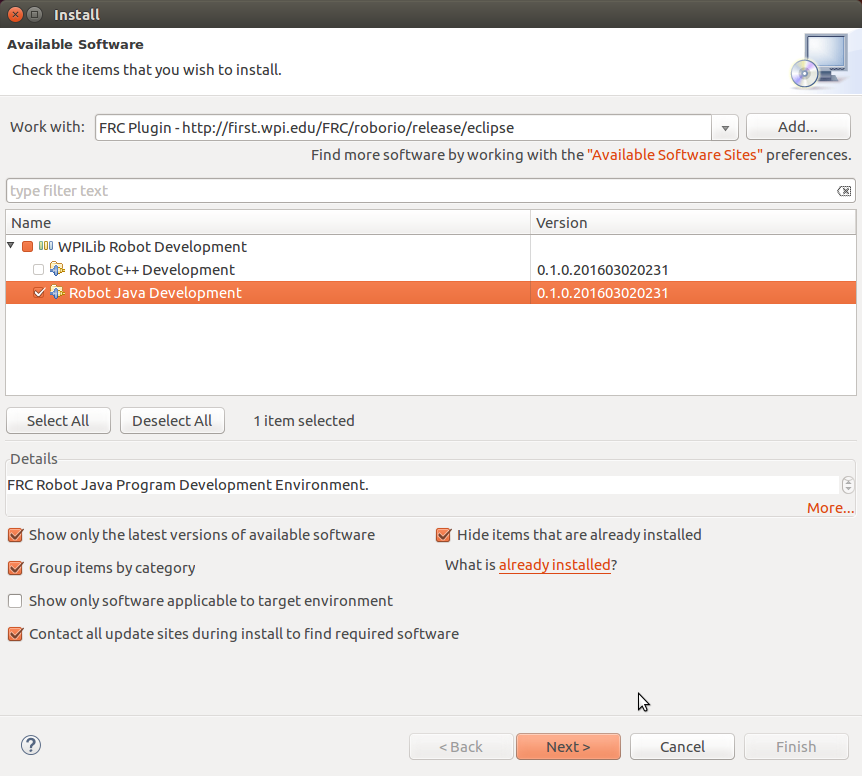 Install
Available Software
Check the items that you wish to install.
Work with: FRC Plugin - http://first.wpi.edu/FRC/roborio/release/eclipse Add...
Find more software by working with the "Available Software Sites" preferences.
type filter text
Name Version
WPILib Robot Development
Robot C++ Development 0.1.0.201603020231
Robot Java Development 0.1.0.201603020231
Select All Deselect All 1 item selected
Details
FRC Robot Java Program Development Environment.
More...
Show only the latest versions of available software Hide items that are already installed
Group items by category What is already installed?
Show only software applicable to target environment
Contact all update sites during install to find required software
? < Back Next > Cancel Finish